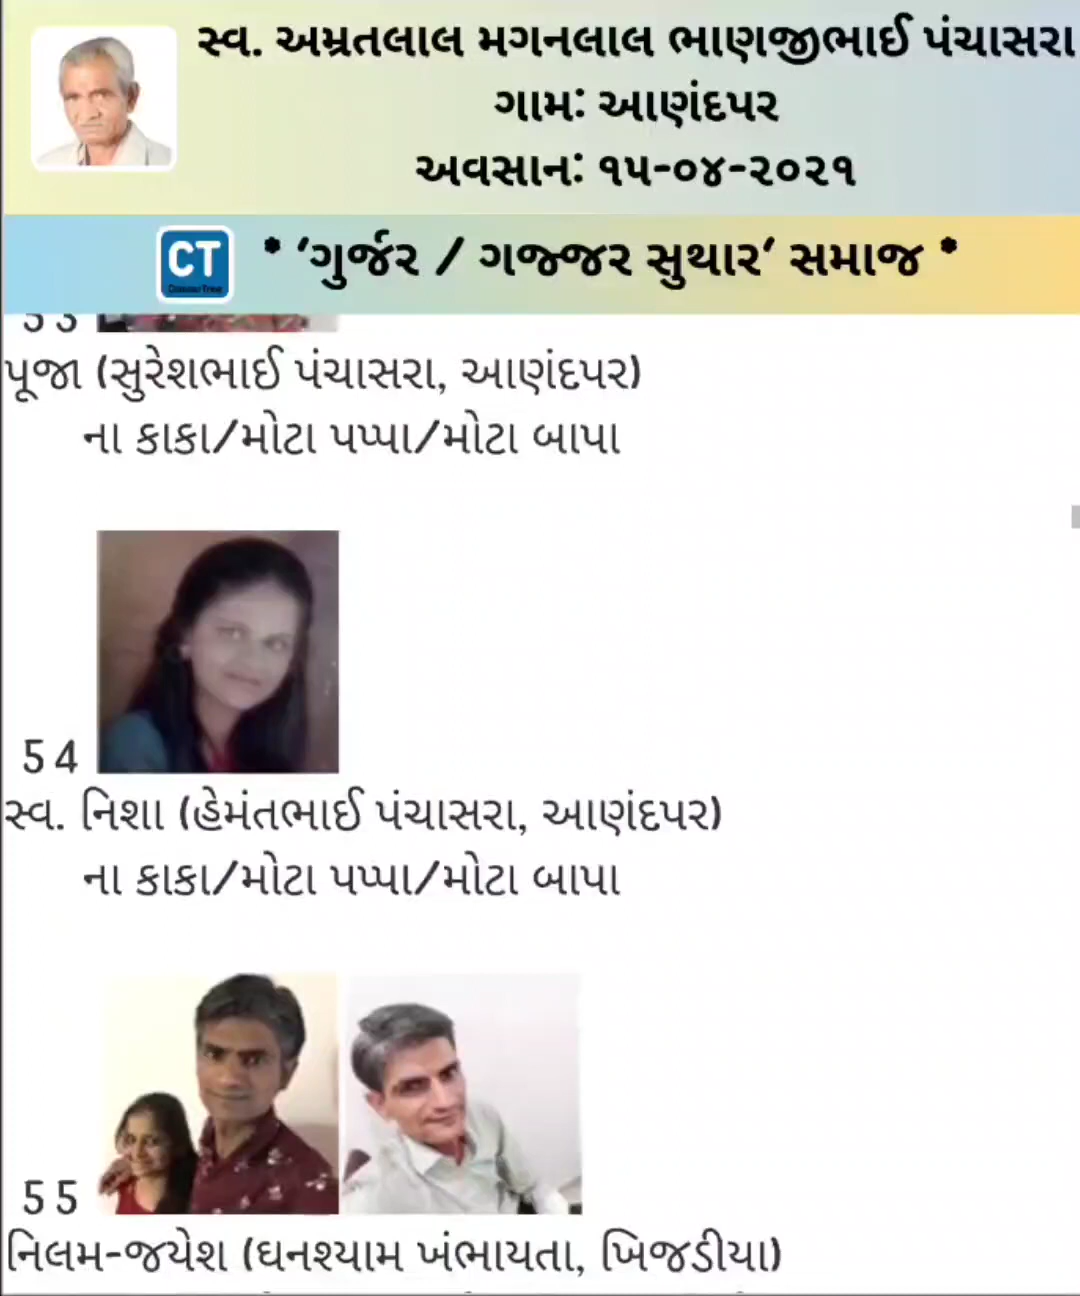 સ્વ. અમ્રતલાલ મગનલાલ ભાણજીભાઈ પંચાસરા
ગામ: આણંદપર
અવસાન: ૧૫-૦૪-૨૦૨૧
CT
* ‘ગુર્જર / ગજ્જર સુથાર‘ સમાજ *
53
પૂજા (સુરેશભાઈ પંચાસરા, આણંદપર)
ના કાકા/મોટા પપ્પા/મોટા બાપા
54
સ્વ. નિશા (હેમંતભાઈ પંચાસરા, આણંદપર)
ના કાકા/મોટા પપ્પા/મોટા બાપા
55
નિલમ-જયેશ (ઘનશ્યામ ખંભાયતા, ખિજડીયા)